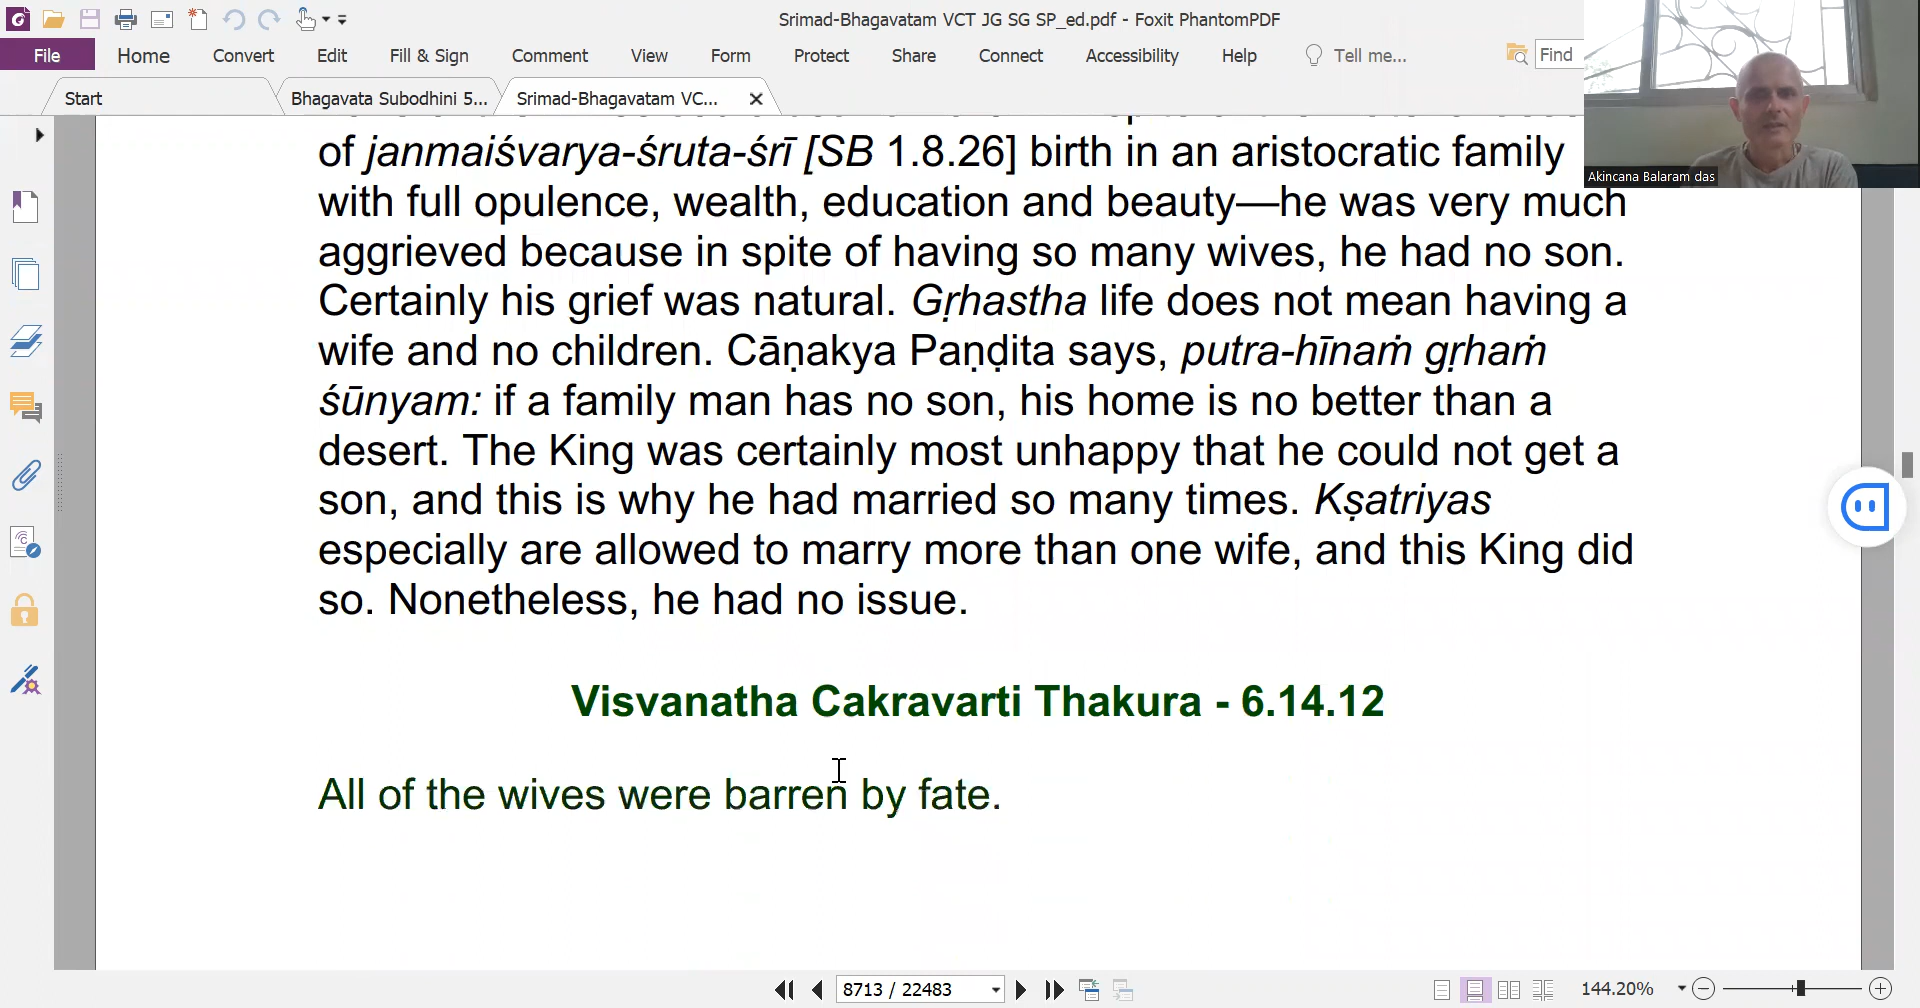 Srimad-Bhagavatam VCT JG SG SP_ed.pdf - Foxit PhantomPDF
File Home Convert Edit Fill & Sign Comment View Form Protect Share Connect Accessibility Help Tell me... Find
Start Bhagavata Subodhini 5... Srimad-Bhagavatam VC...
Akincana Balaram das
of janmaiśvarya-śruta-śrī [SB 1.8.26] birth in an aristocratic family
with full opulence, wealth, education and beauty—he was very much
aggrieved because in spite of having so many wives, he had no son.
Certainly his grief was natural. Gṛhastha life does not mean having a
wife and no children. Cāṇakya Paṇḍita says, putra-hīnaṁ gṛhaṁ
śūnyam: if a family man has no son, his home is no better than a
desert. The King was certainly most unhappy that he could not get a
son, and this is why he had married so many times. Kṣatriyas
especially are allowed to marry more than one wife, and this King did
so. Nonetheless, he had no issue.
Visvanatha Cakravarti Thakura - 6.14.12
All of the wives were barren by fate.
8713 / 22483
144.20%